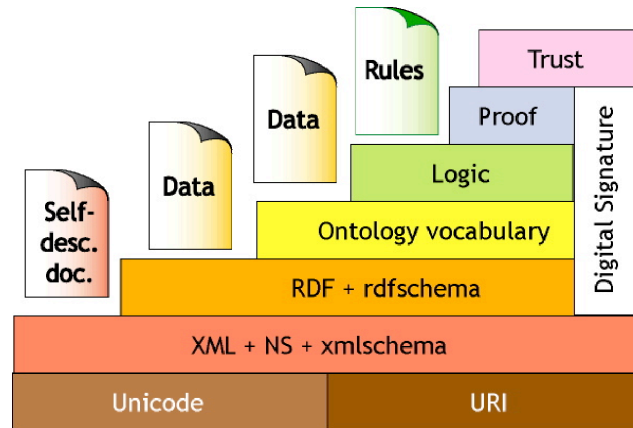 Trust
Rules
Proof
Data
Logic
Data
Digital Signature
Self-
desc.
doc.
Ontology vocabulary
RDF + rdfschema
XML + NS + xmlschema
Unicode
URI